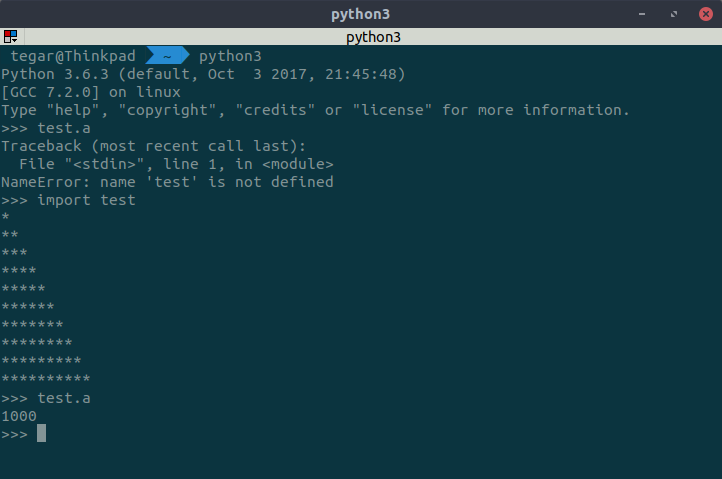 python3
python3
tegar@Thinkpad ~ python3
Python 3.6.3 (default, Oct  3 2017, 21:45:48)
[GCC 7.2.0] on linux
Type "help", "copyright", "credits" or "license" for more information.
>>> test.a
Traceback (most recent call last):
  File "<stdin>", line 1, in <module>
NameError: name 'test' is not defined
>>> import test
*
**
***
****
*****
******
*******
********
*********
**********
>>> test.a
1000
>>>